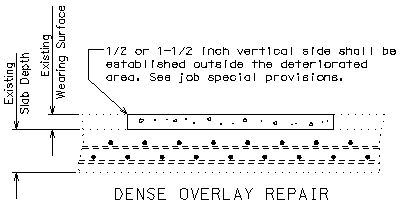 1/2 or 1-1/2 inch vertical side shall be
established outside the deteriorated
area. See job special provisions.
Existing
Wearing Surface
Existing
Slab Depth
DENSE OVERLAY REPAIR